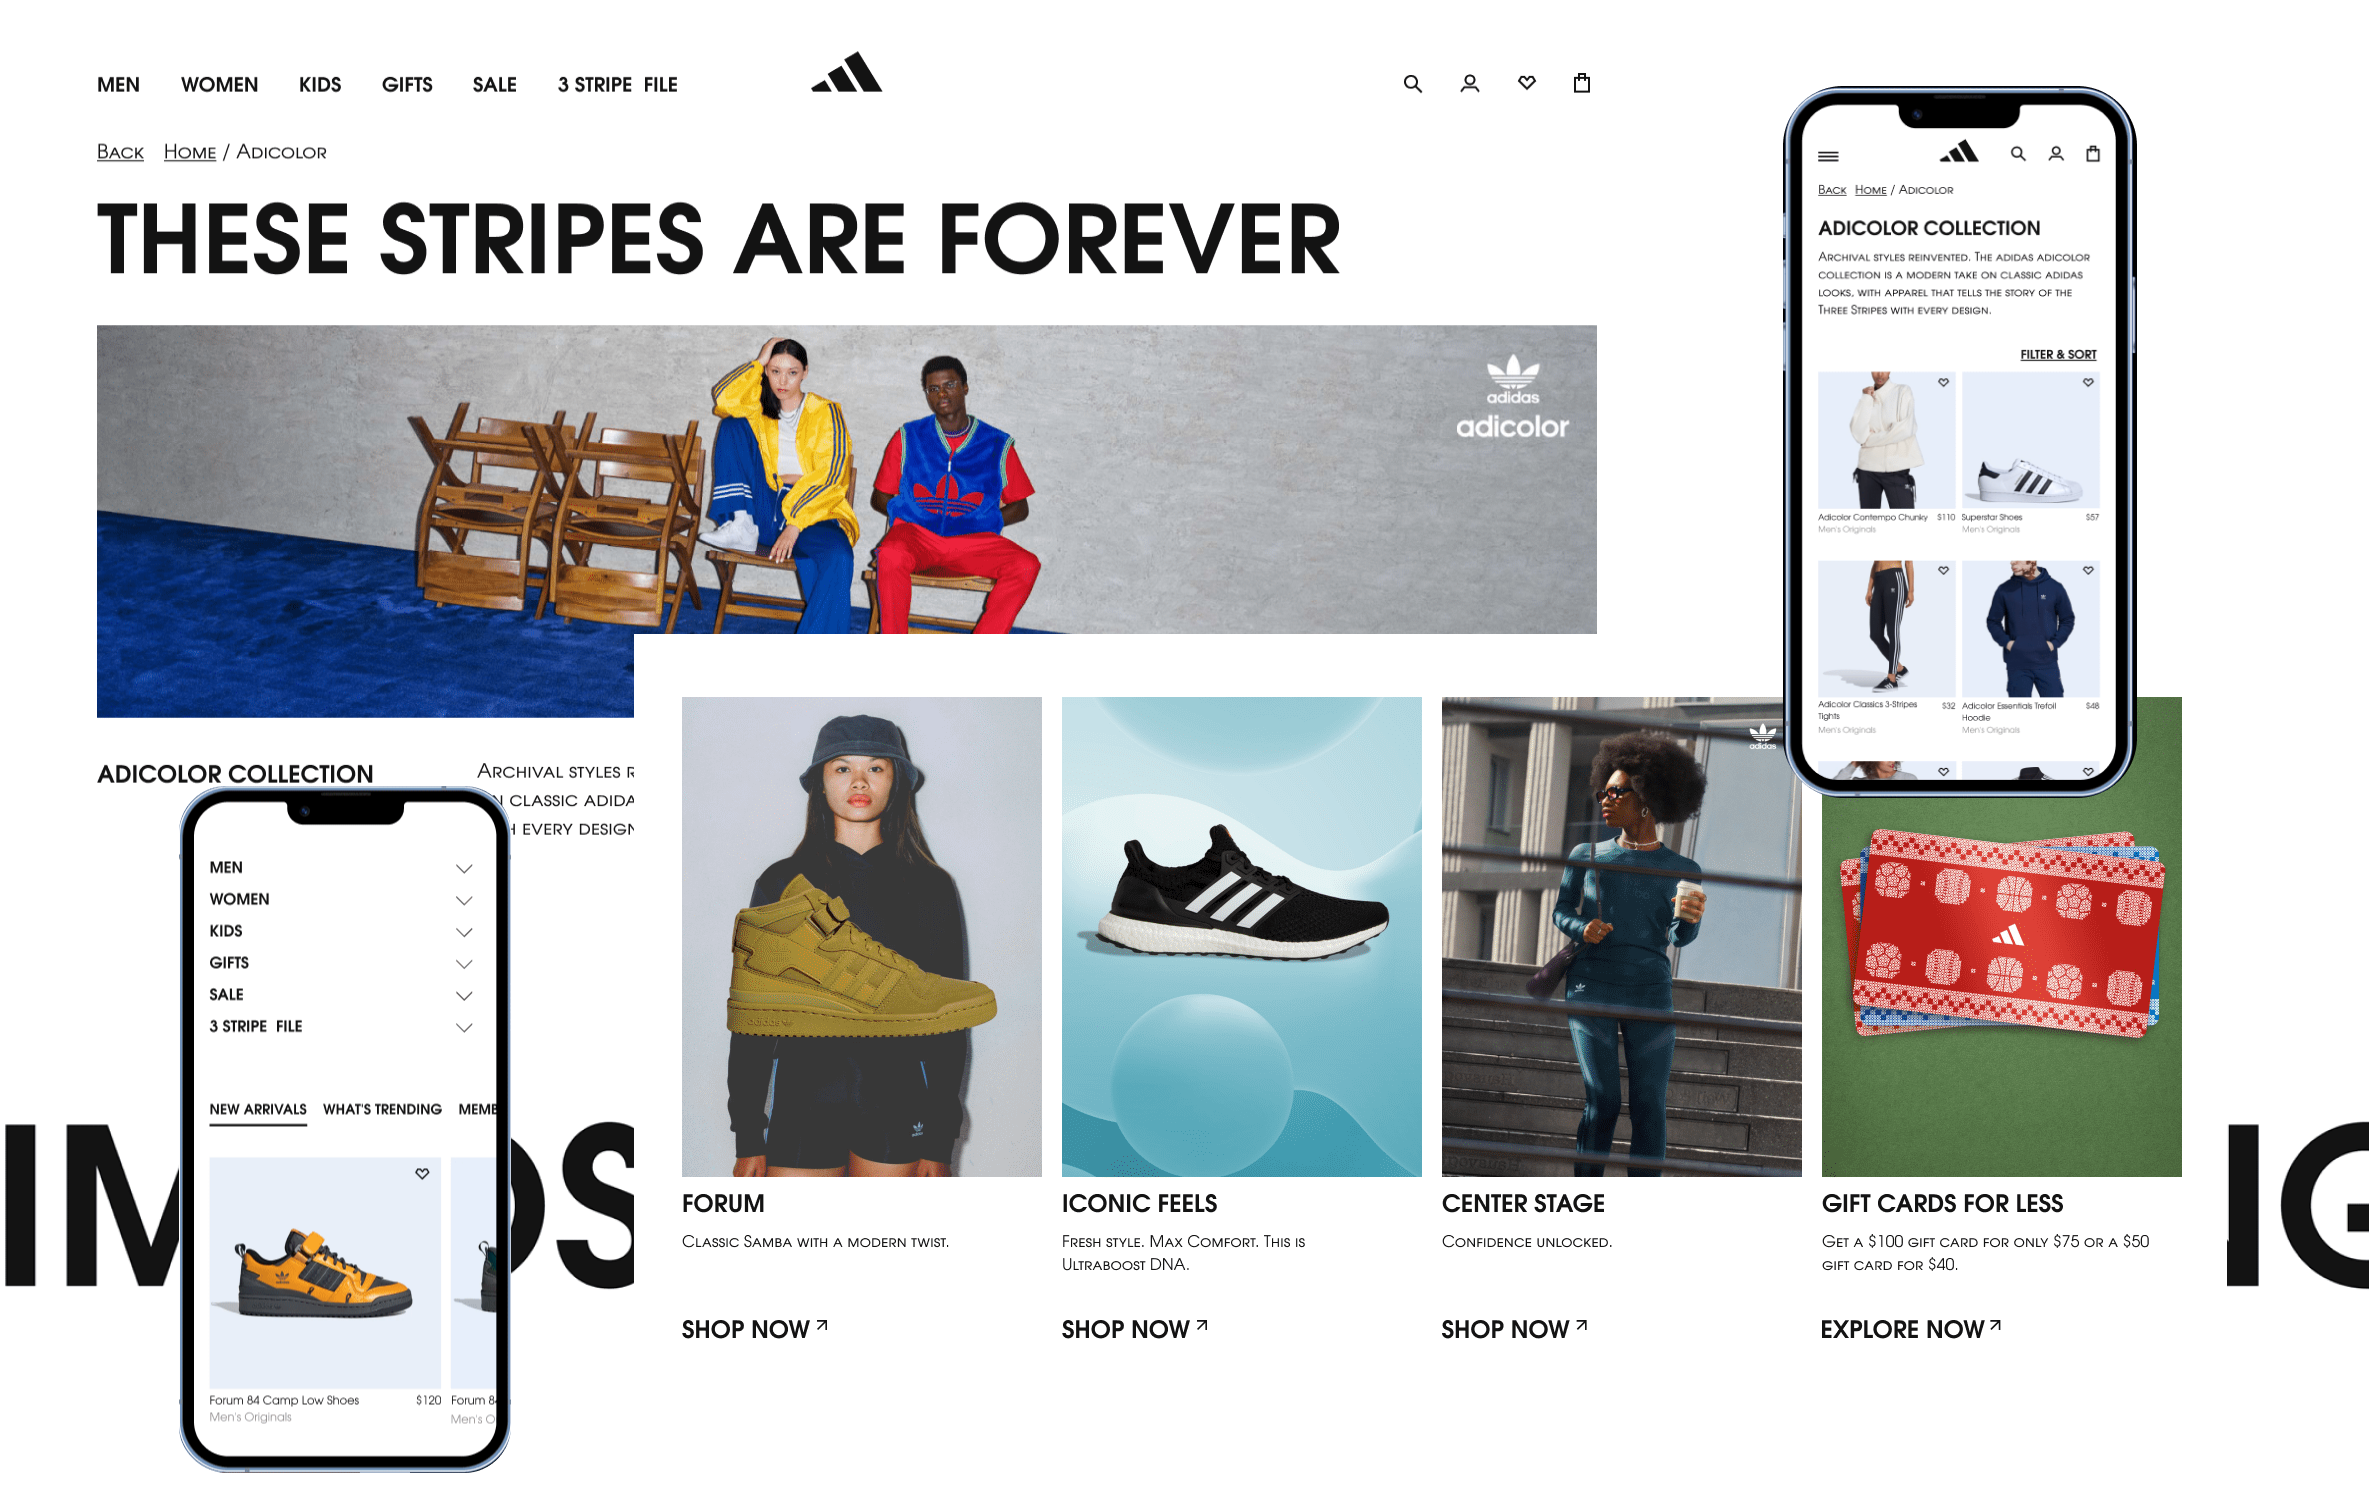 MEN WOMEN KIDS GIFTS SALE 3 STRIPE FILE
Back Home / Adicolor
THESE STRIPES ARE FOREVER
adidas
adicolor
ADICOLOR COLLECTION
Archival styles
classic adida
every design
Back Home / Adicolor
ADICOLOR COLLECTION
Archival styles reinvented. The adidas adicolor
collection is a modern take on classic adidas
looks, with apparel that tells the story of the
Three Stripes with every design.
FILTER & SORT
Adicolor Contempo Chunky $110
Men's Originals
Superstar Shoes $57
Men's Originals
Adicolor Classics 3-Stripes $32
Tights
Men's Originals
Adicolor Essentials Trefoil $48
Hoodie
Men's Originals
MEN
WOMEN
KIDS
GIFTS
SALE
3 STRIPE FILE
NEW ARRIVALS WHAT'S TRENDING MEMB
Forum 84 Camp Low Shoes $120
Men's Originals
Forum 8
Men's O
IM
OS
IG
adidas
FORUM
Classic Samba with a modern twist.
SHOP NOW
ICONIC FEELS
Fresh style. Max Comfort. This is
Ultraboost DNA.
SHOP NOW
adidas
CENTER STAGE
Confidence unlocked.
SHOP NOW
GIFT CARDS FOR LESS
Get a $100 gift card for only $75 or a $50
gift card for $40.
EXPLORE NOW